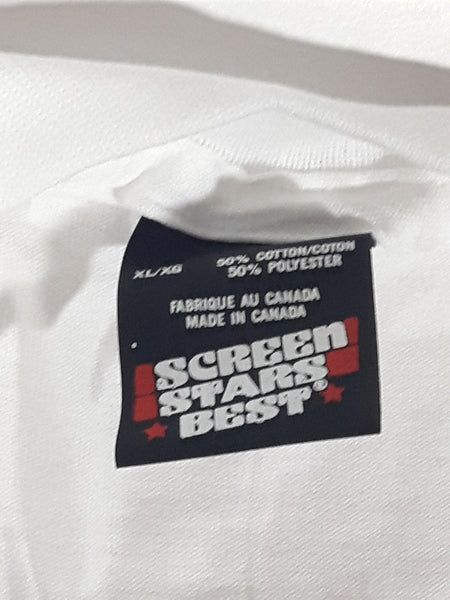 XL/XG
50% COTTON/COTON
50% POLYESTER
FABRIQUE AU CANADA
MADE IN CANADA
SCREEN
STARS
BEST®